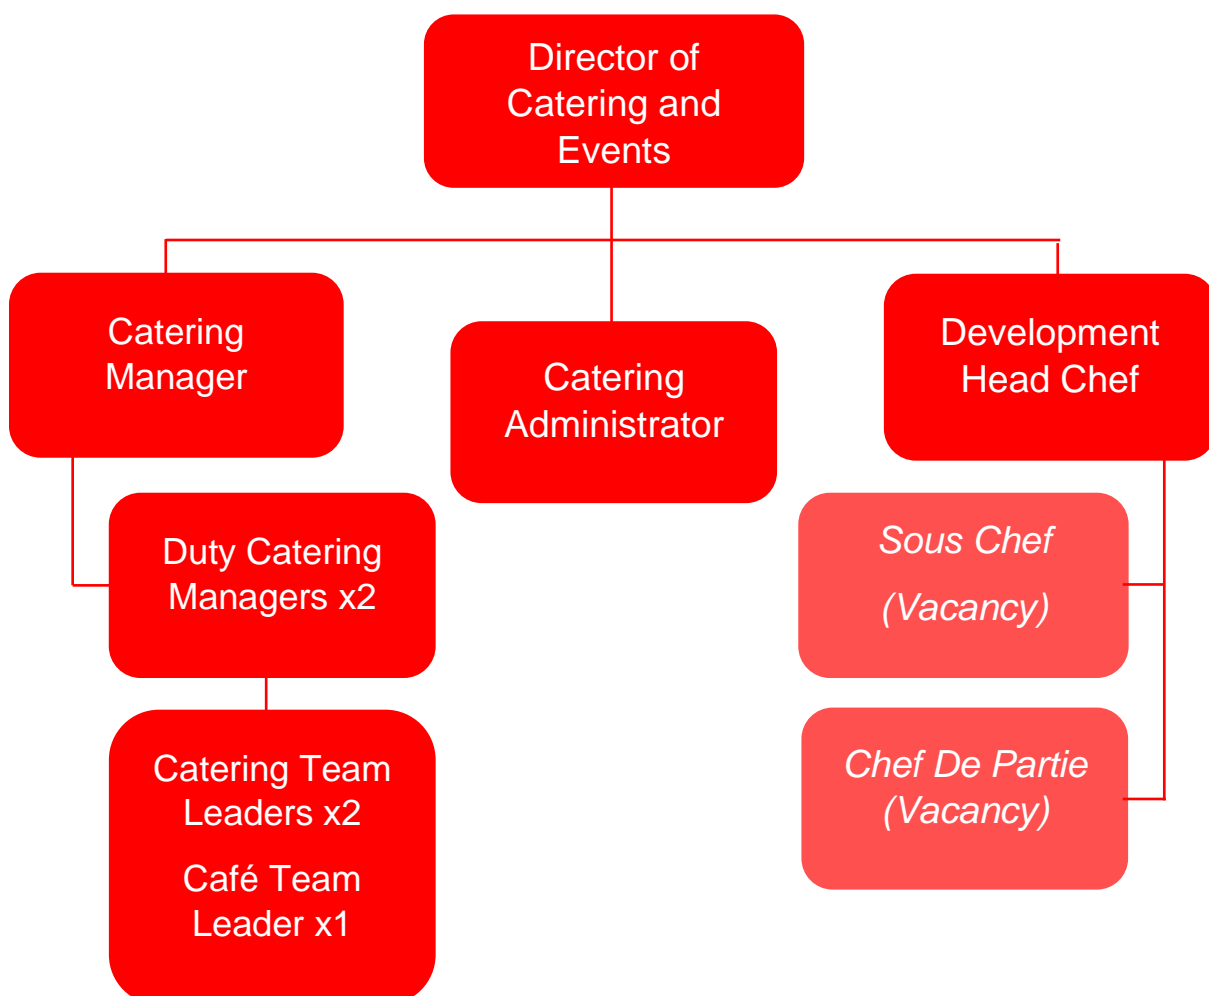 Director of
Catering and
Events
Catering
Manager
Catering
Administrator
Development
Head Chef
Duty Catering
Managers x2
Sous Chef
(Vacancy)
Catering Team
Leaders x2
Café Team
Leader x1
Chef De Partie
(Vacancy)